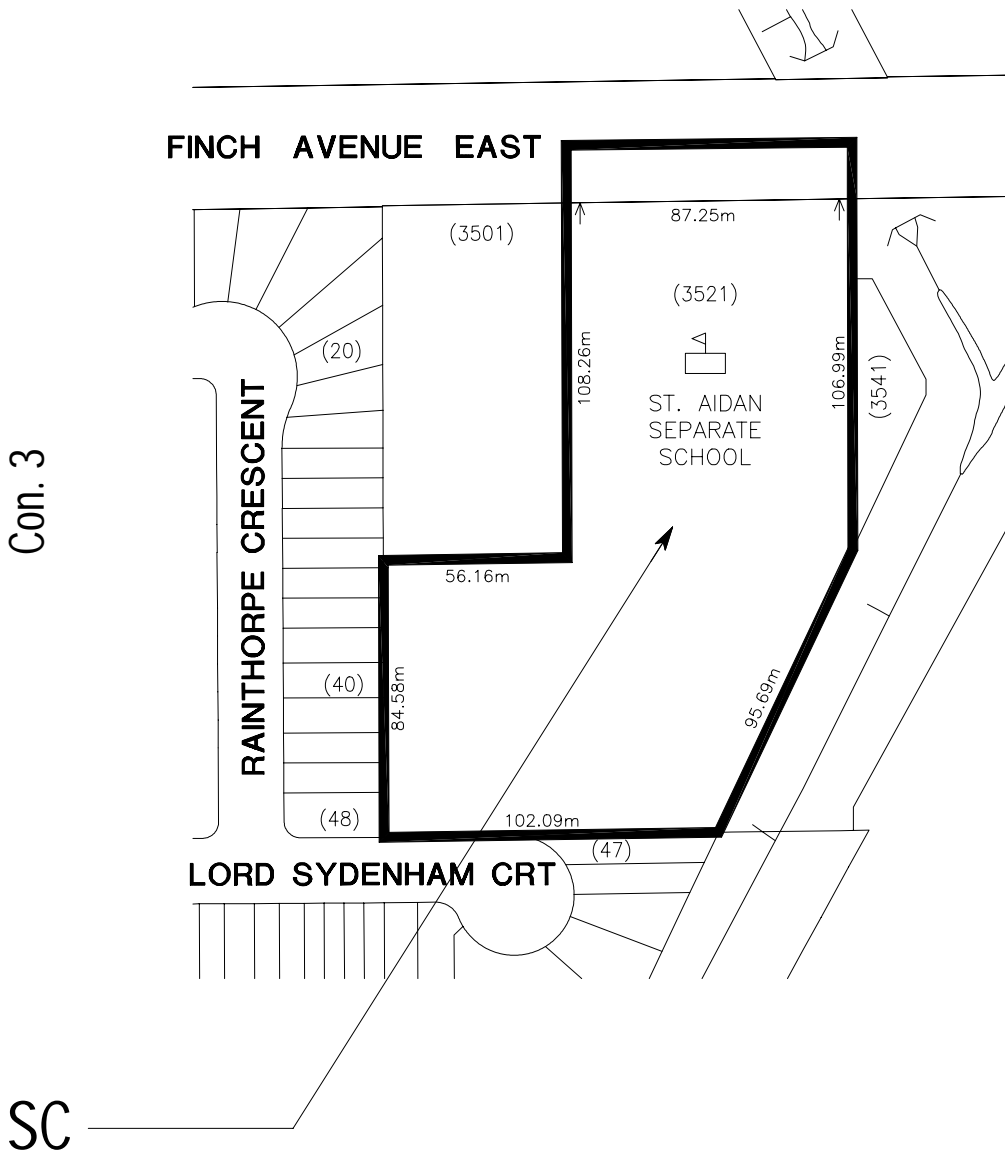 FINCH AVENUE EAST
87.25m
(3501)
(3521)
(20)
108.26m
106.99m
(3541)
ST. AIDAN
SEPARATE
SCHOOL
RAINTHORPE CRESCENT
Con. 3
56.16m
(40)
84.58m
95.69m
(48)
102.09m
(47)
LORD SYDENHAM CRT
SC